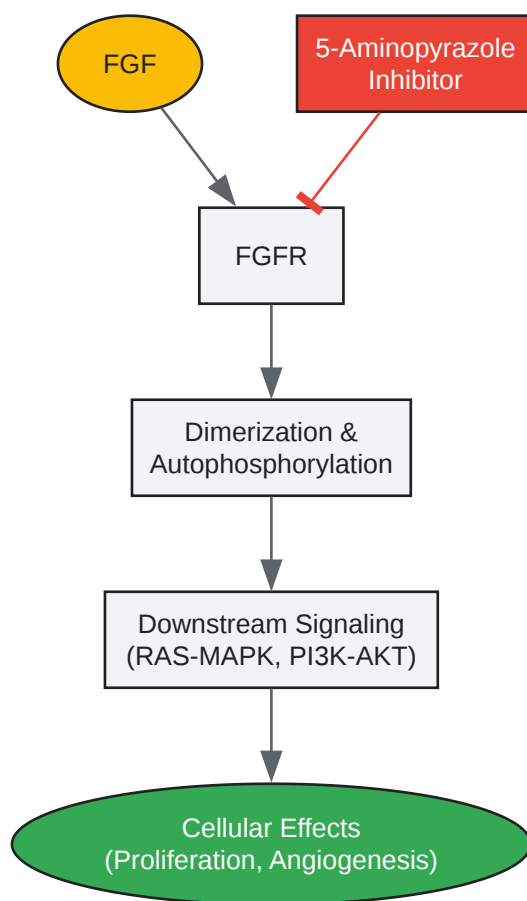 FGF
5-Aminopyrazole
Inhibitor
FGFR
Dimerization &
Autophosphorylation
Downstream Signaling
(RAS-MAPK, PI3K-AKT)
Cellular Effects
(Proliferation, Angiogenesis)